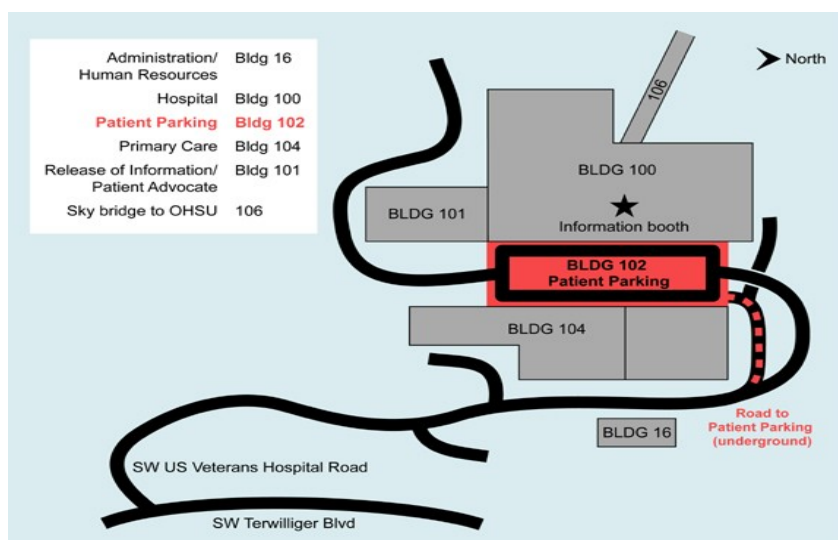 Administration/ Bldg 16
Human Resources
Hospital Bldg 100
Patient Parking Bldg 102
Primary Care Bldg 104
Release of Information/ Bldg 101
Patient Advocate
Sky bridge to OHSU 106
North
106
BLDG 100
BLDG 101
Information booth
BLDG 102
Patient Parking
BLDG 104
Road to
Patient Parking
(underground)
BLDG 16
SW US Veterans Hospital Road
SW Terwilliger Blvd